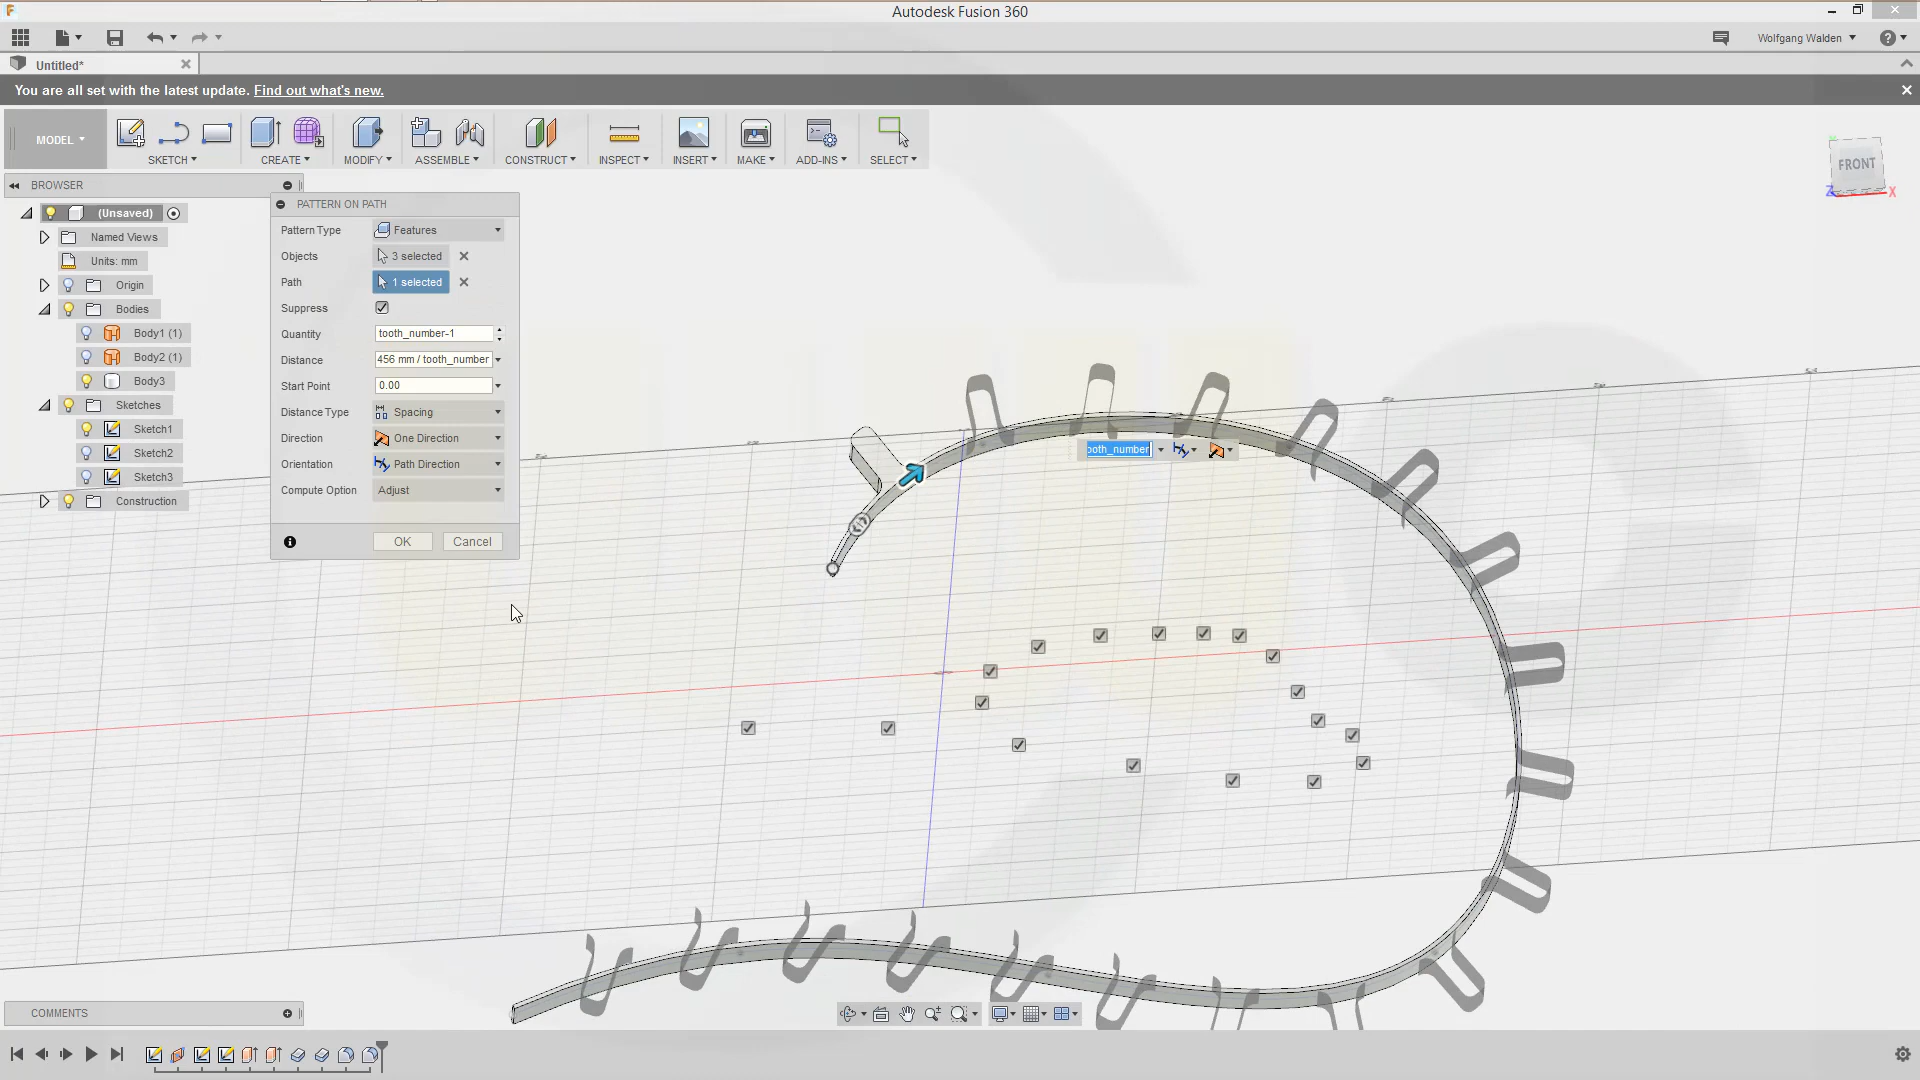 Autodesk Fusion 360
Wolfgang Walden
Untitled*
You are all set with the latest update. Find out what's new.
MODEL
SKETCH
CREATE
MODIFY
ASSEMBLE
CONSTRUCT
INSPECT
INSERT
MAKE
ADD-INS
SELECT
FRONT
Z
X
BROWSER
(Unsaved)
Named Views
Units: mm
Origin
Bodies
Body1 (1)
Body2 (1)
Body3
Sketches
Sketch1
Sketch2
Sketch3
Construction
PATTERN ON PATH
Pattern Type Features
Objects 3 selected
Path 1 selected
Suppress
Quantity tooth_number-1
Distance 456 mm / tooth_number
Start Point 0.00
Distance Type Spacing
Direction One Direction
Orientation Path Direction
Compute Option Adjust
OK Cancel
ooth_number
COMMENTS